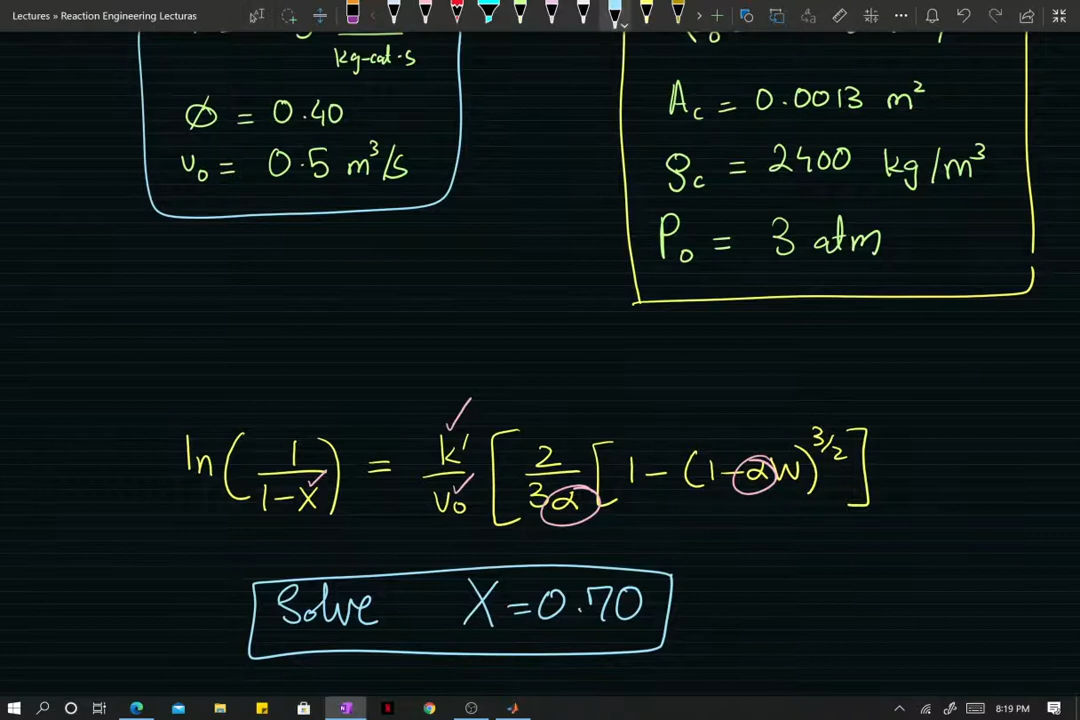 Lectures » Reaction Engineering Lecturas
kg-cat-s
ϕ = 0.40
v₀ = 0.5 m³/s
A_c = 0.0013 m²
ρ_c = 2400 kg/m³
P₀ = 3 atm
ln(1/(1-X)) = k'/v₀ [2/3α [1-(1-αW)^3/2]
Solve X=0.70
8:19 PM